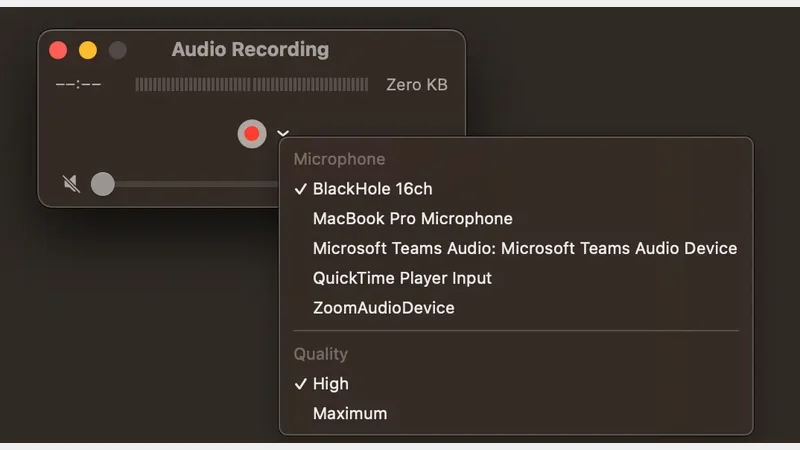 Audio Recording
--:-- Zero KB
Microphone
✓ BlackHole 16ch
MacBook Pro Microphone
Microsoft Teams Audio: Microsoft Teams Audio Device
QuickTime Player Input
ZoomAudioDevice
Quality
✓ High
Maximum